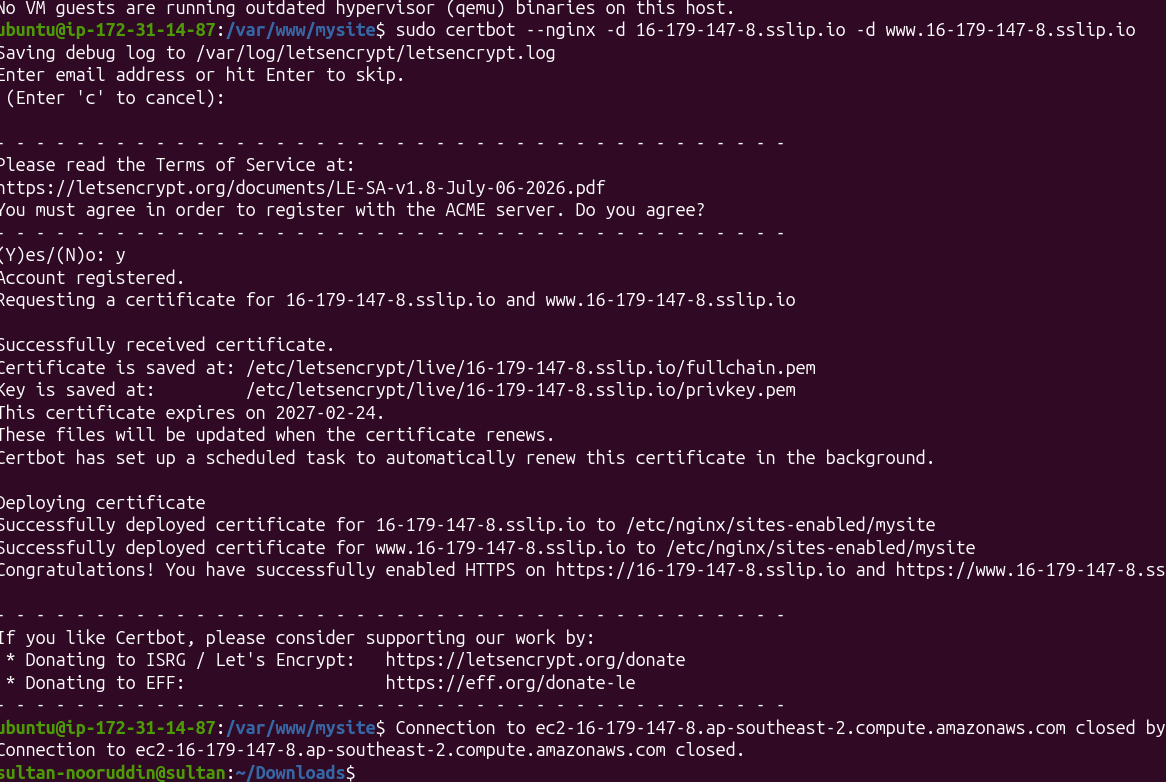 No VM guests are running outdated hypervisor (qemu) binaries on this host.
ubuntu@ip-172-31-14-87:/var/www/mysite$ sudo certbot --nginx -d 16-179-147-8.sslip.io -d www.16-179-147-8.sslip.io
Saving debug log to /var/log/letsencrypt/letsencrypt.log
Enter email address or hit Enter to skip.
 (Enter 'c' to cancel):
- - - - - - - - - - - - - - - - - - - - - - - - - - - - - - - - - - - - - - - -
Please read the Terms of Service at:
https://letsencrypt.org/documents/LE-SA-v1.8-July-06-2026.pdf
You must agree in order to register with the ACME server. Do you agree?
- - - - - - - - - - - - - - - - - - - - - - - - - - - - - - - - - - - - - - - -
(Y)es/(N)o: y
Account registered.
Requesting a certificate for 16-179-147-8.sslip.io and www.16-179-147-8.sslip.io
Successfully received certificate.
Certificate is saved at: /etc/letsencrypt/live/16-179-147-8.sslip.io/fullchain.pem
Key is saved at:         /etc/letsencrypt/live/16-179-147-8.sslip.io/privkey.pem
This certificate expires on 2027-02-24.
These files will be updated when the certificate renews.
Certbot has set up a scheduled task to automatically renew this certificate in the background.
Deploying certificate
Successfully deployed certificate for 16-179-147-8.sslip.io to /etc/nginx/sites-enabled/mysite
Successfully deployed certificate for www.16-179-147-8.sslip.io to /etc/nginx/sites-enabled/mysite
Congratulations! You have successfully enabled HTTPS on https://16-179-147-8.sslip.io and https://www.16-179-147-8.ss
- - - - - - - - - - - - - - - - - - - - - - - - - - - - - - - - - - - - - - - -
If you like Certbot, please consider supporting our work by:
 * Donating to ISRG / Let's Encrypt:   https://letsencrypt.org/donate
 * Donating to EFF:                    https://eff.org/donate-le
- - - - - - - - - - - - - - - - - - - - - - - - - - - - - - - - - - - - - - - -
ubuntu@ip-172-31-14-87:/var/www/mysite$ Connection to ec2-16-179-147-8.ap-southeast-2.compute.amazonaws.com closed by
Connection to ec2-16-179-147-8.ap-southeast-2.compute.amazonaws.com closed.
sultan-nooruddin@sultan:~/Downloads$